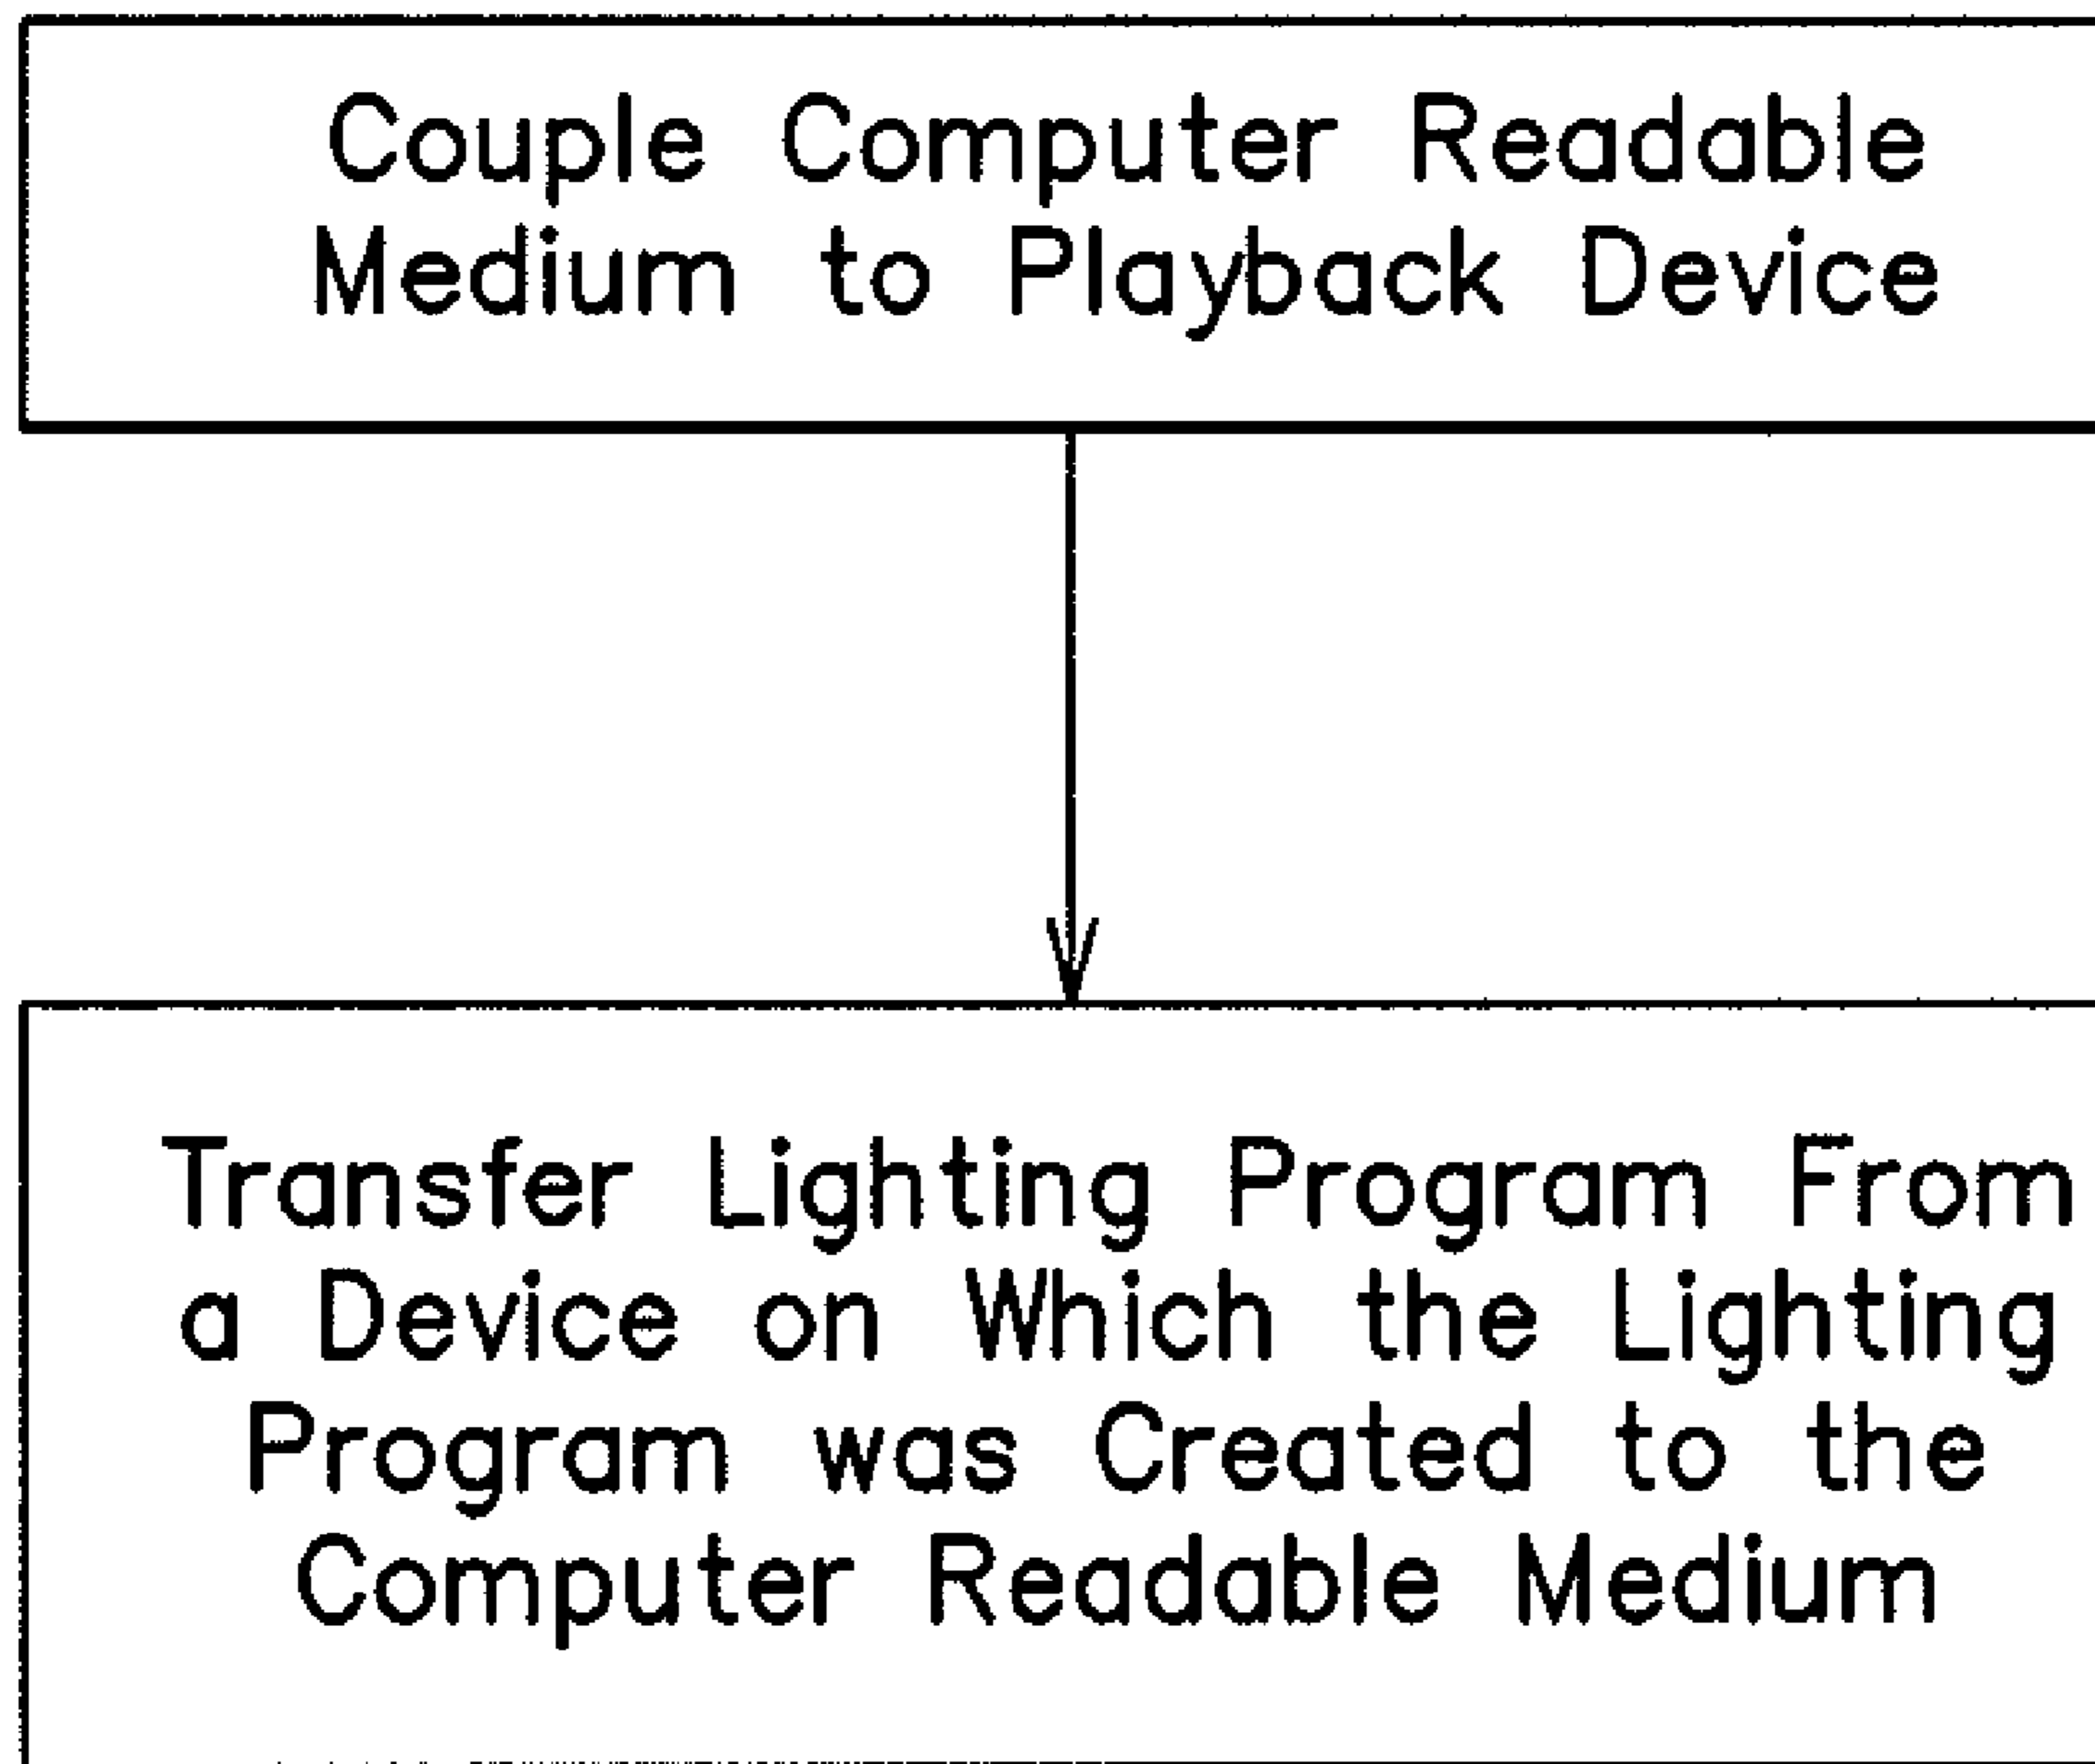 Couple Computer Readable
Medium to Playback Device
Transfer Lighting Program From
a Device on Which the Lighting
Program was Created to the
Computer Readable Medium